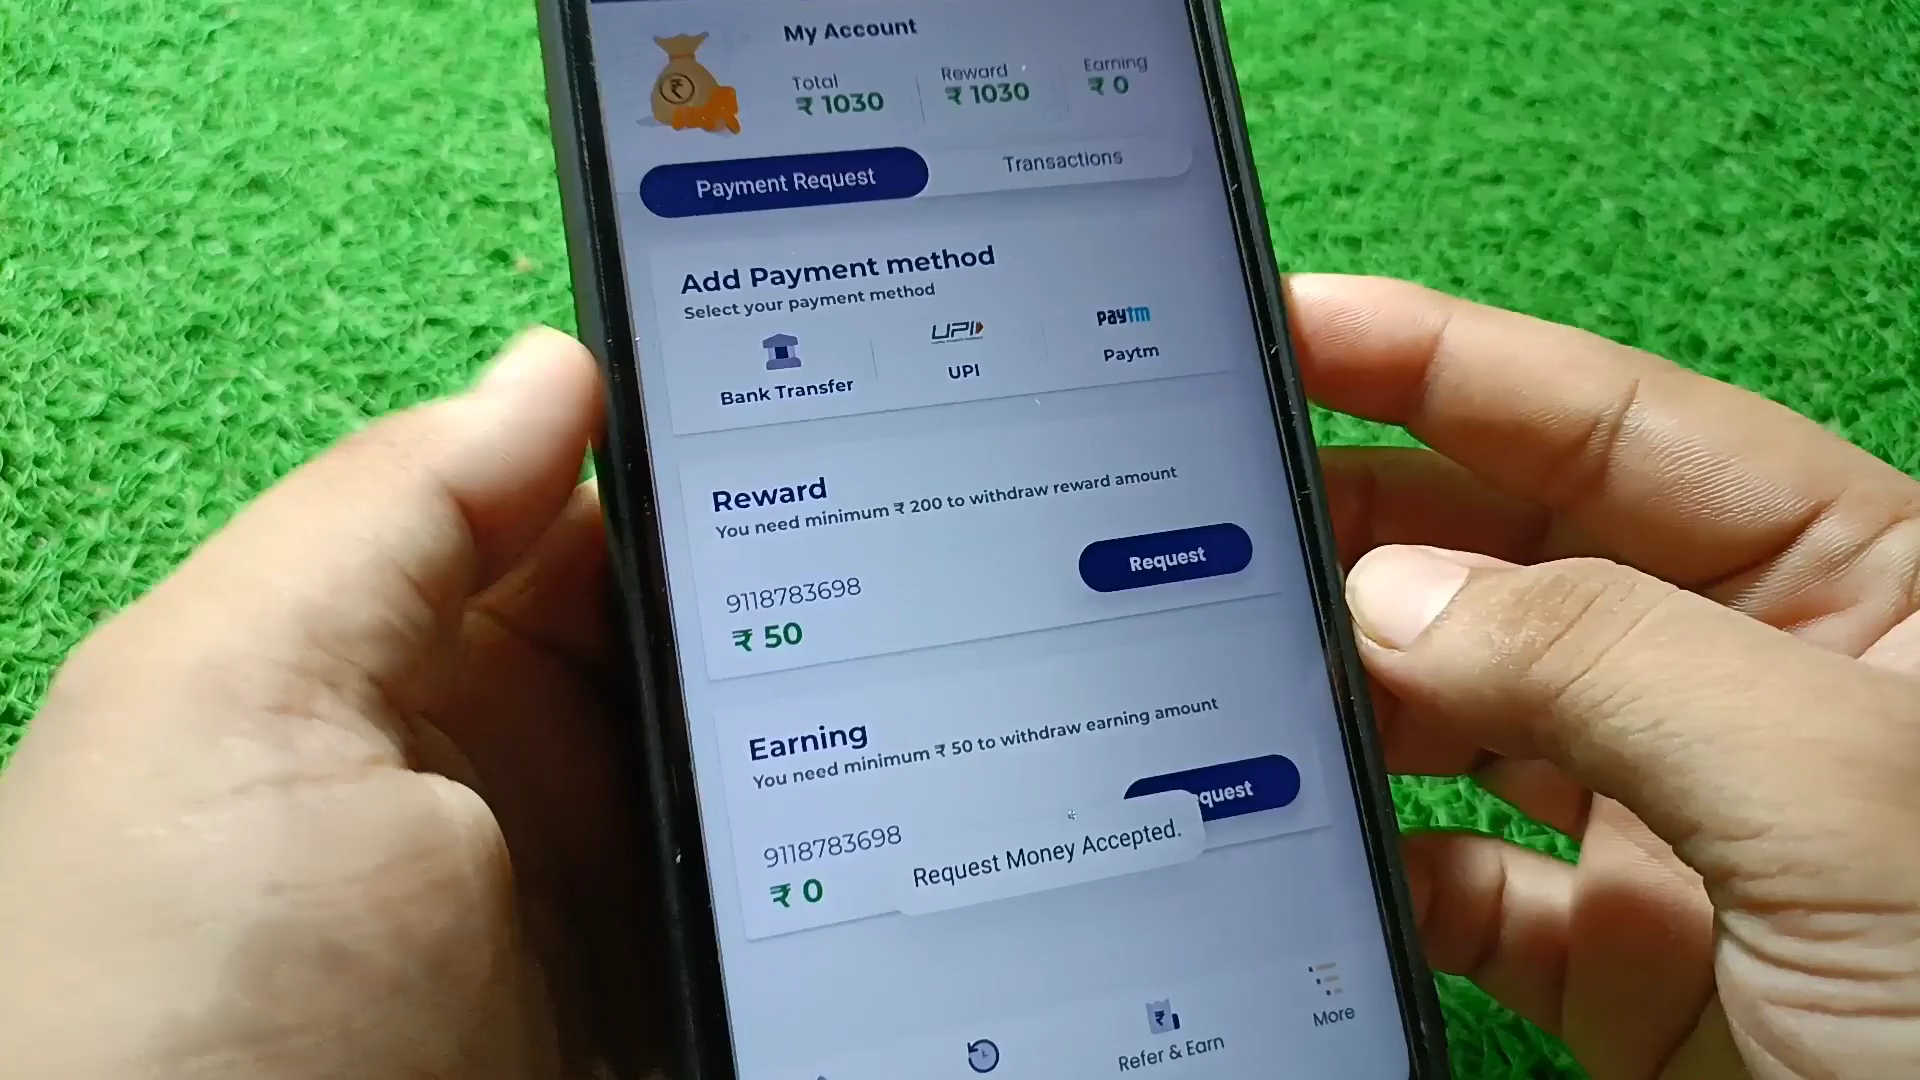 My Account
Total
₹ 1030
Reward
₹ 1030
Earning
₹ 0
₹
Payment Request
Transactions
Add Payment method
Select your payment method
Bank Transfer
UPI
UPI
paytm
Paytm
Reward
You need minimum ₹ 200 to withdraw reward amount
9118783698
₹ 50
Request
Earning
You need minimum ₹ 50 to withdraw earning amount
9118783698
₹ 0
quest
Request Money Accepted.
₹
Refer & Earn
More